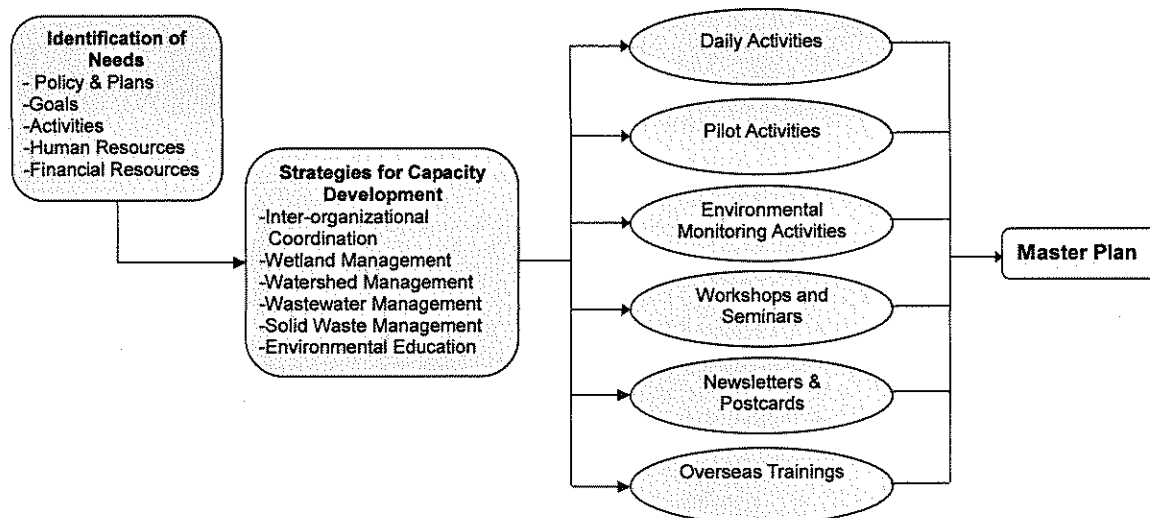 Identification of
Needs
- Policy & Plans
-Goals
-Activities
-Human Resources
-Financial Resources
Strategies for Capacity
Development
-Inter-organizational
Coordination
-Wetland Management
-Watershed Management
-Wastewater Management
-Solid Waste Management
-Environmental Education
Daily Activities
Pilot Activities
Environmental
Monitoring Activities
Workshops and
Seminars
Newsletters &
Postcards
Overseas Trainings
Master Plan